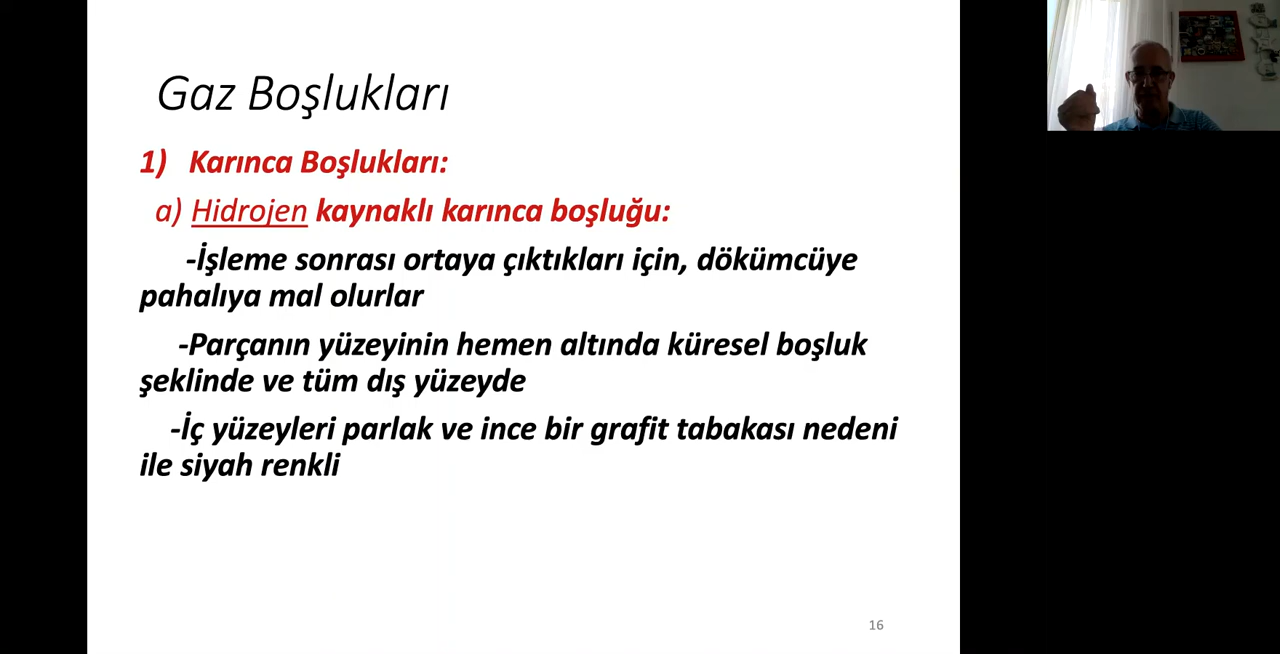 Gaz Boşlukları
1) Karınca Boşlukları:
a) Hidrojen kaynaklı karınca boşluğu:
-İşleme sonrası ortaya çıktıkları için, dökümcüye
pahalıya mal olurlar
-Parçanın yüzeyinin hemen altında küresel boşluk
şeklinde ve tüm dış yüzeyde
-İç yüzeyleri parlak ve ince bir grafit tabakası nedeni
ile siyah renkli
16